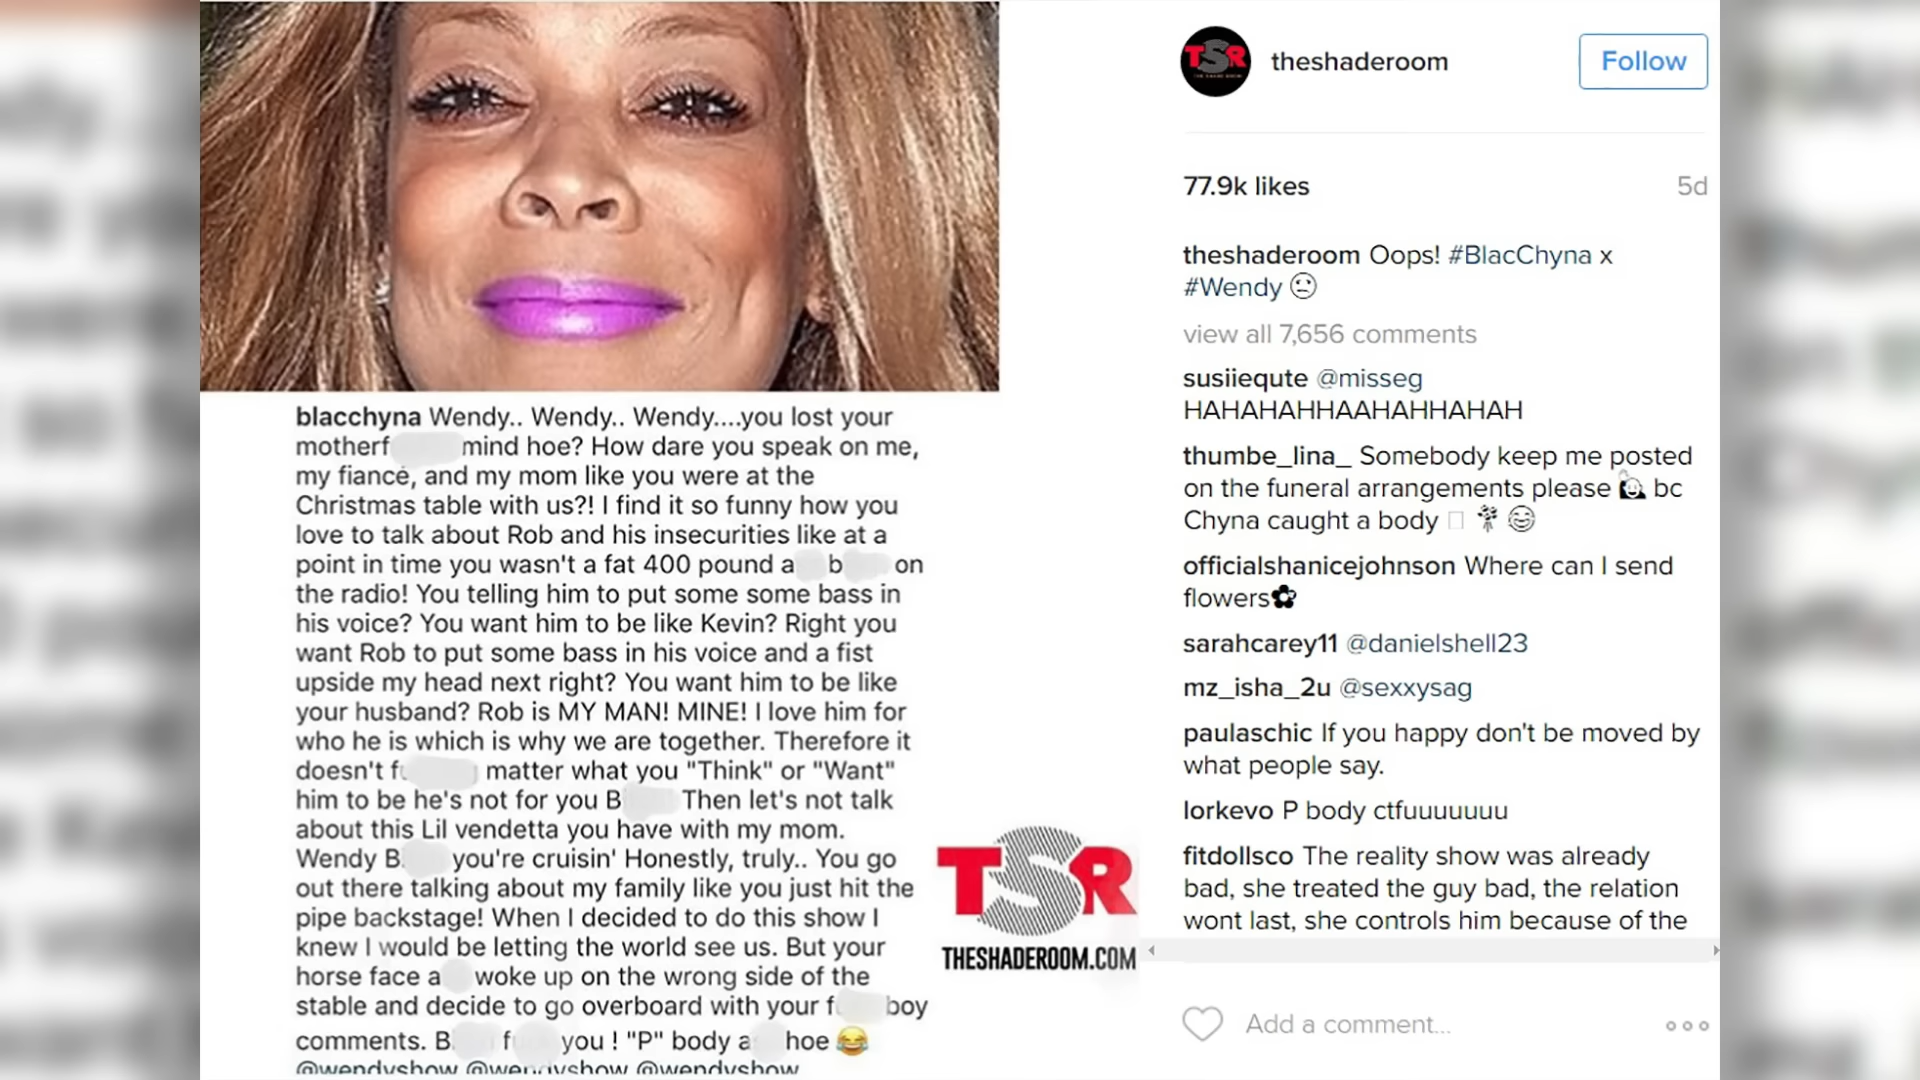 blacchyna Wendy.. Wendy.. Wendy....you lost your
motherf mind hoe? How dare you speak on me,
my fiancé, and my mom like you were at the
Christmas table with us?! I find it so funny how you
love to talk about Rob and his insecurities like at a
point in time you wasn't a fat 400 pound a b on
the radio! You telling him to put some some bass in
his voice? You want him to be like Kevin? Right you
want Rob to put some bass in his voice and a fist
upside my head next right? You want him to be like
your husband? Rob is MY MAN! MINE! I love him for
who he is which is why we are together. Therefore it
doesn't f matter what you "Think" or "Want"
him to be he's not for you B Then let's not talk
about this Lil vendetta you have with my mom.
Wendy B you're cruisin' Honestly, truly.. You go
out there talking about my family like you just hit the
pipe backstage! When I decided to do this show I
knew I would be letting the world see us. But your
horse face a woke up on the wrong side of the
stable and decide to go overboard with your f boy
comments. B f you ! "P" body a hoe 😂
@wendyshow @wendyshow @wendyshow
TSR
THESHADEROOM.COM
TSR
theshaderoom
Follow
77.9k likes
5d
theshaderoom Oops! #BlacChyna x
#Wendy
view all 7,656 comments
susiiequte @misseg
HAHAHAHHAAHAHHAHAH
thumbe_lina_ Somebody keep me posted
on the funeral arrangements please bc
Chyna caught a body
officialshanicejohnson Where can I send
flowers
sarahcarey11 @danielshell23
mz_isha_2u @sexxysag
paulaschic If you happy don't be moved by
what people say.
lorkevo P body ctfuuuuuuu
fitdollsco The reality show was already
bad, she treated the guy bad, the relation
wont last, she controls him because of the
Add a comment...